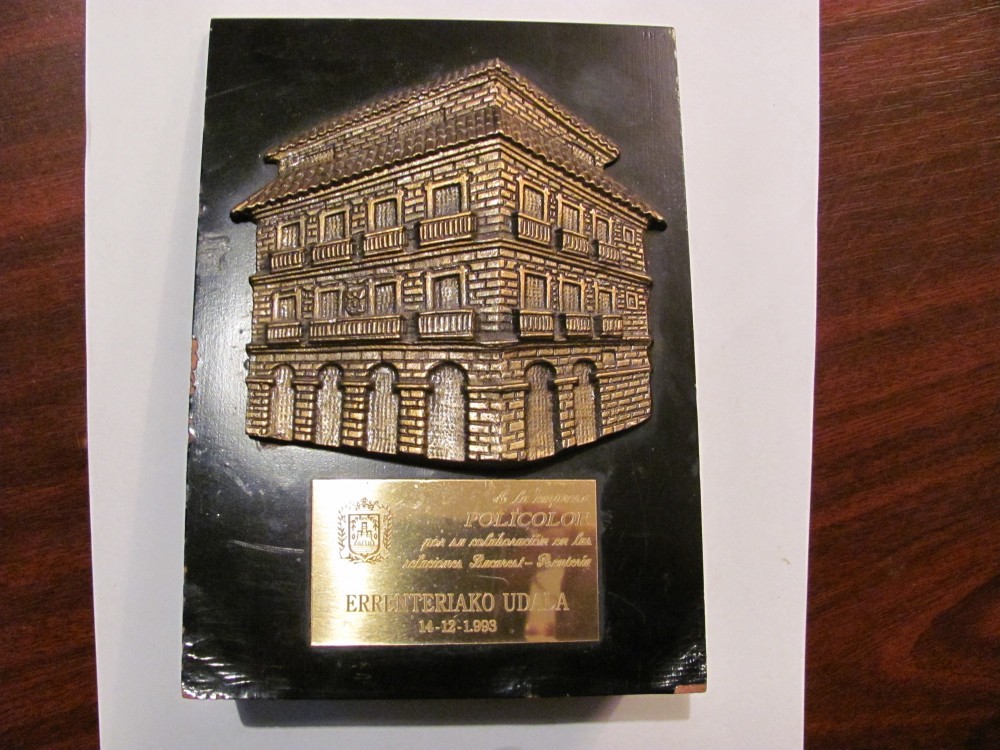 A la empresa
POLICOLOR
por su colaboración en las
relaciones Bucarest - Rentería
ERRENTERIAKO UDALA
14-12-1.993